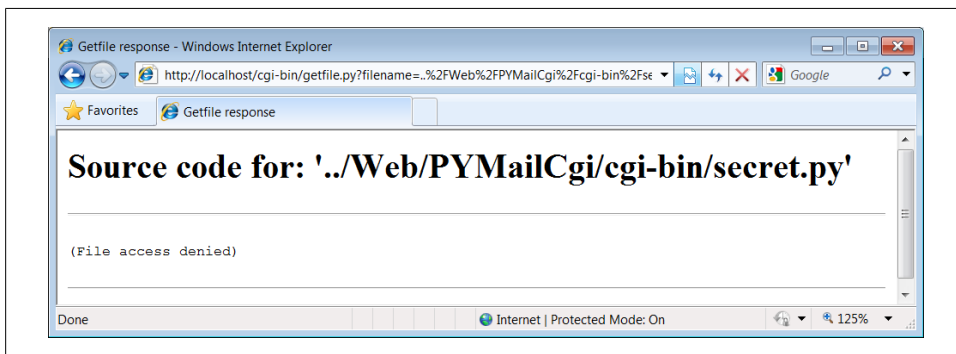 Getfile response - Windows Internet Explorer
http://localhost/cgi-bin/getfile.py?filename=..%2FWeb%2FPYMailCgi%2Fcgi-bin%2Fse
Google
Favorites
Getfile response
Source code for: '../Web/PYMailCgi/cgi-bin/secret.py'
(File access denied)
Done
Internet | Protected Mode: On
125%